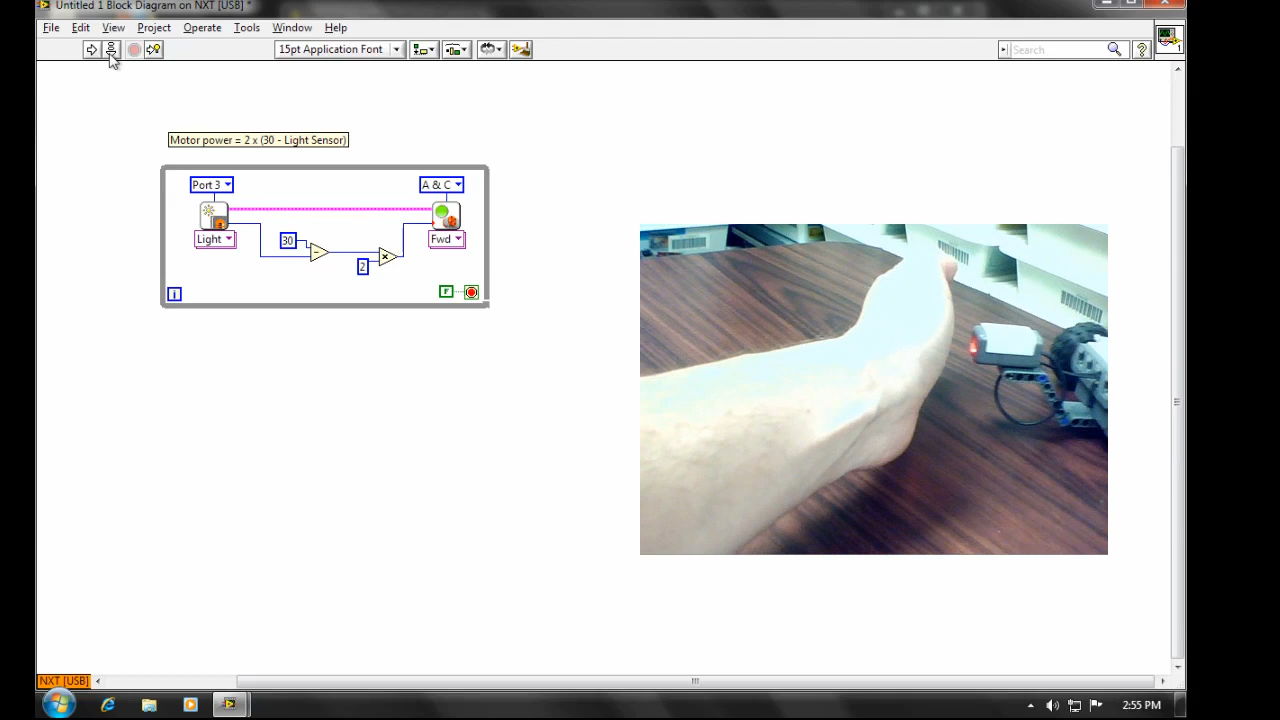 Untitled 1 Block Diagram on NXT [USB] *
File Edit View Project Operate Tools Window Help
15pt Application Font
Search
?
1
Motor power = 2 x (30 - Light Sensor)
Port 3 A & C
Light 30 - 2 x Fwd
i F
NXT [USB]
2:55 PM